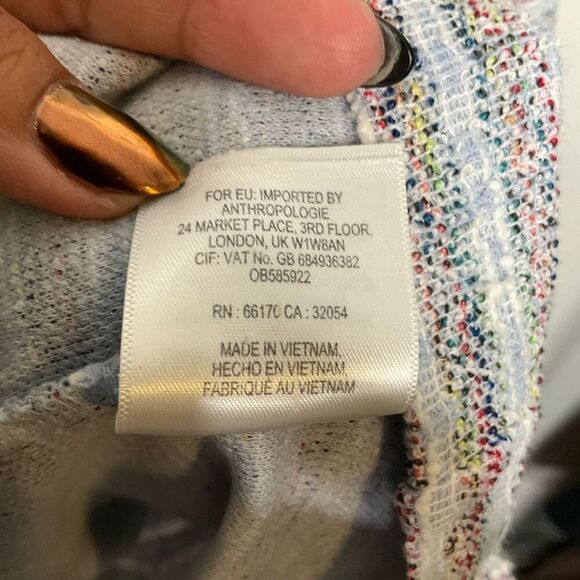 FOR EU: IMPORTED BY
ANTHROPOLOGIE
24 MARKET PLACE, 3RD FLOOR,
LONDON, UK W1W8AN
CIF: VAT No. GB 684936382
OB585922
RN : 66170 CA : 32054
MADE IN VIETNAM,
HECHO EN VIETNAM,
FABRIQUÉ AU VIETNAM